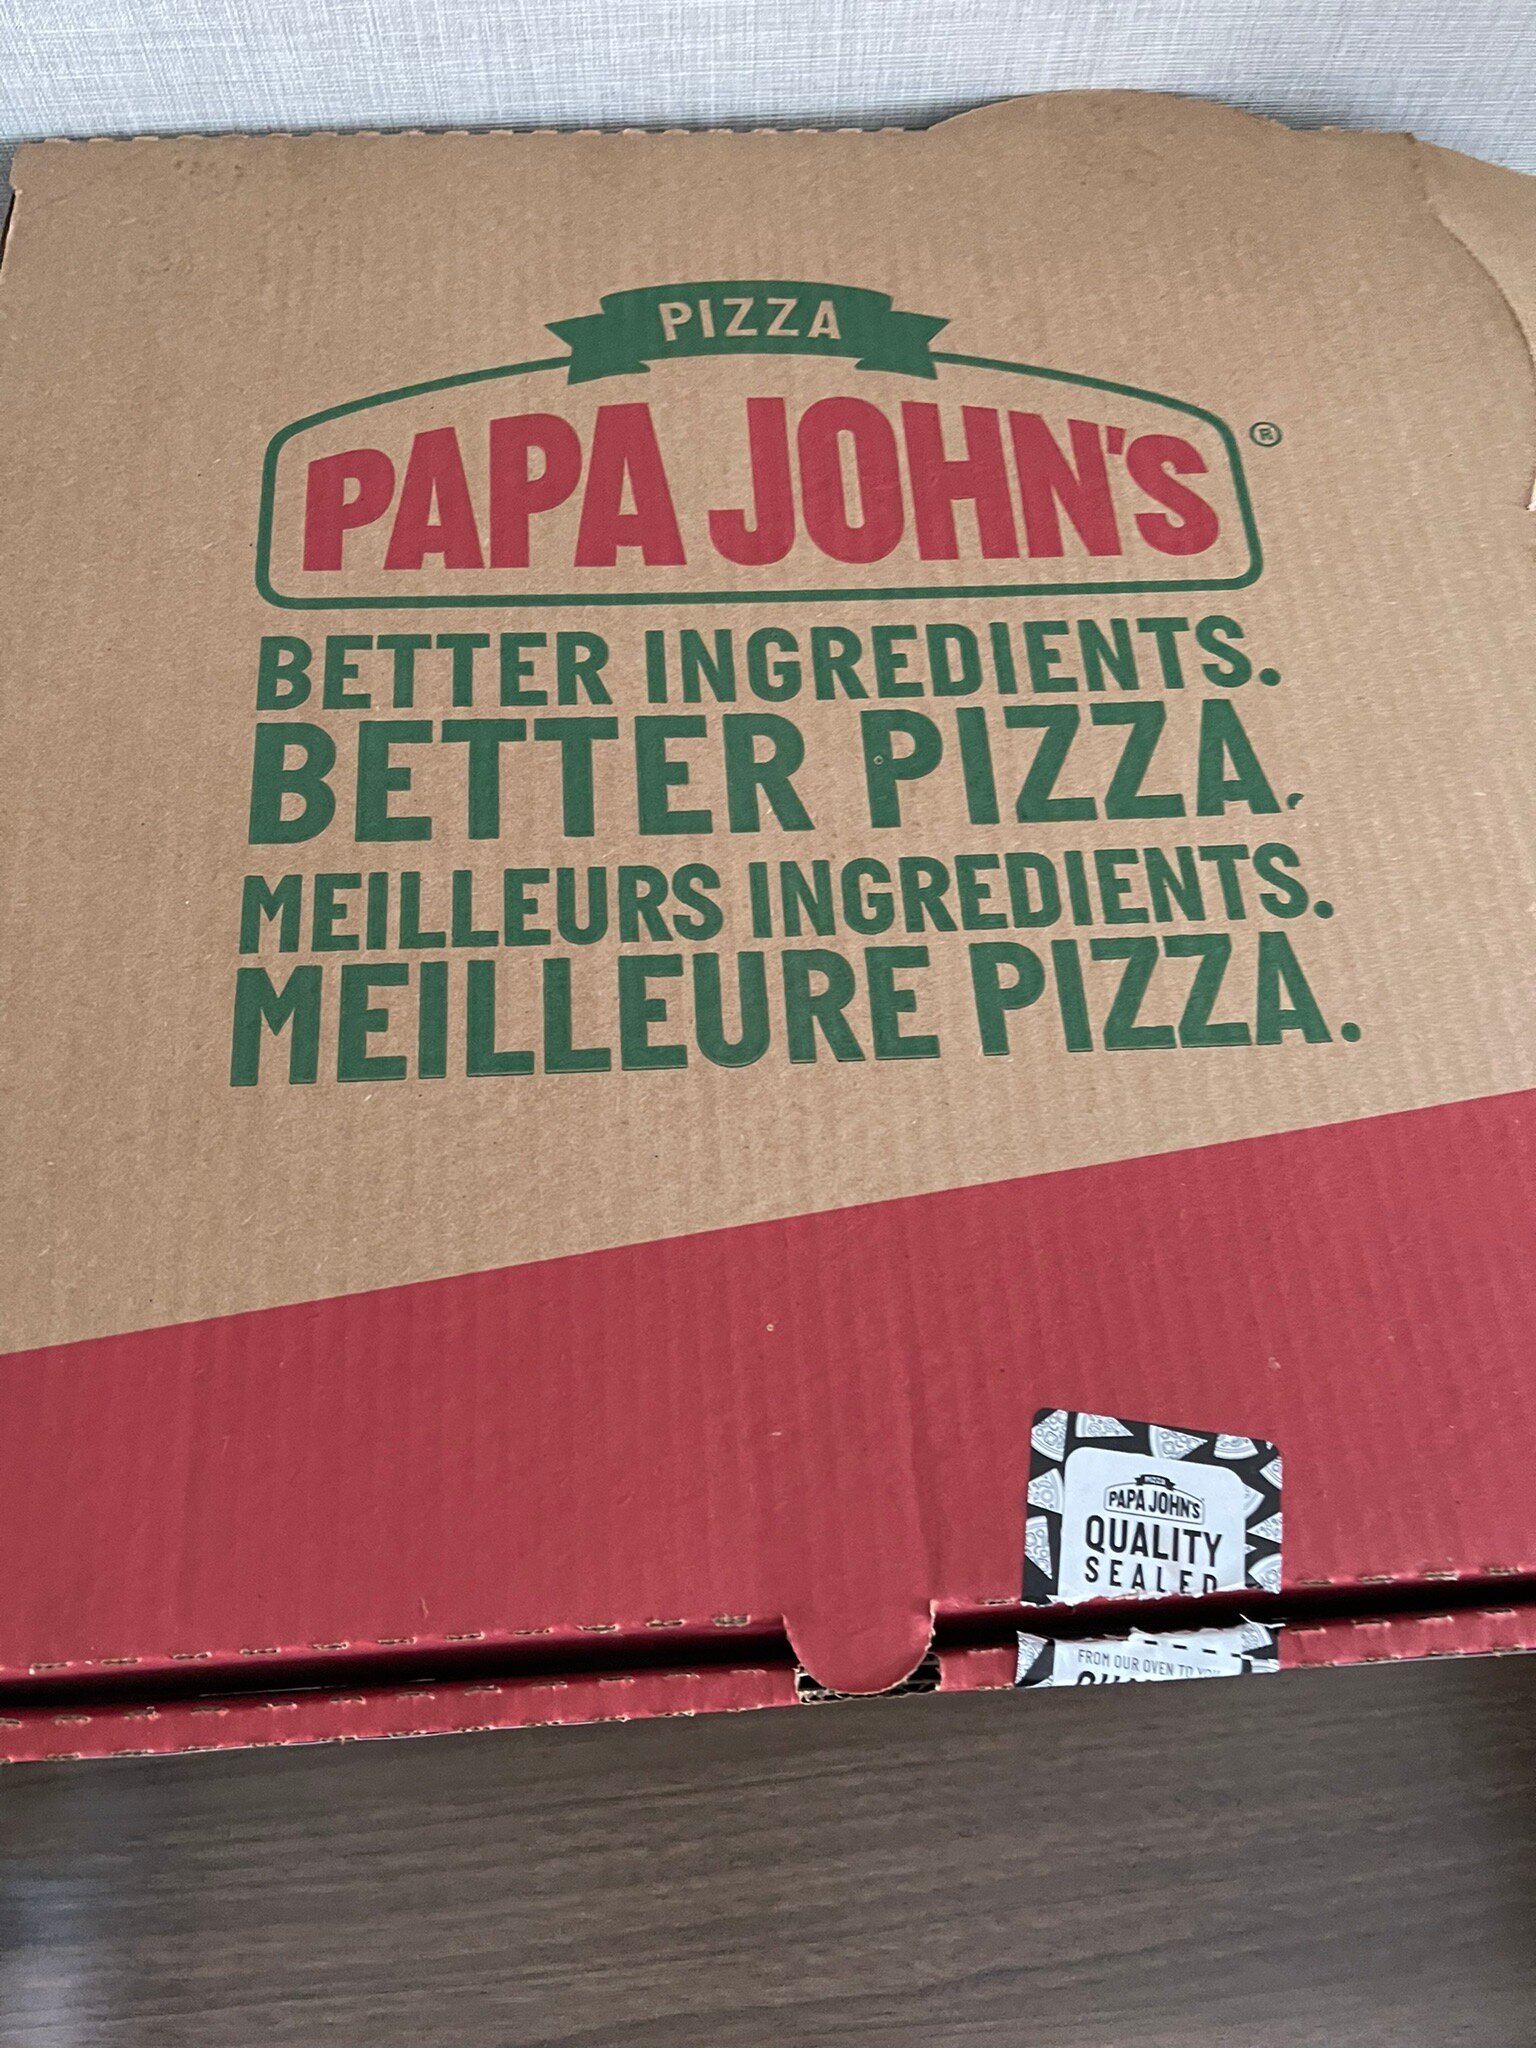 PIZZA
PAPA JOHN'S®
BETTER INGREDIENTS.
BETTER PIZZA.
MEILLEURS INGREDIENTS.
MEILLEURE PIZZA.
PIZZA
PAPA JOHN'S
QUALITY
SEALED
FROM OUR OVEN TO YOU